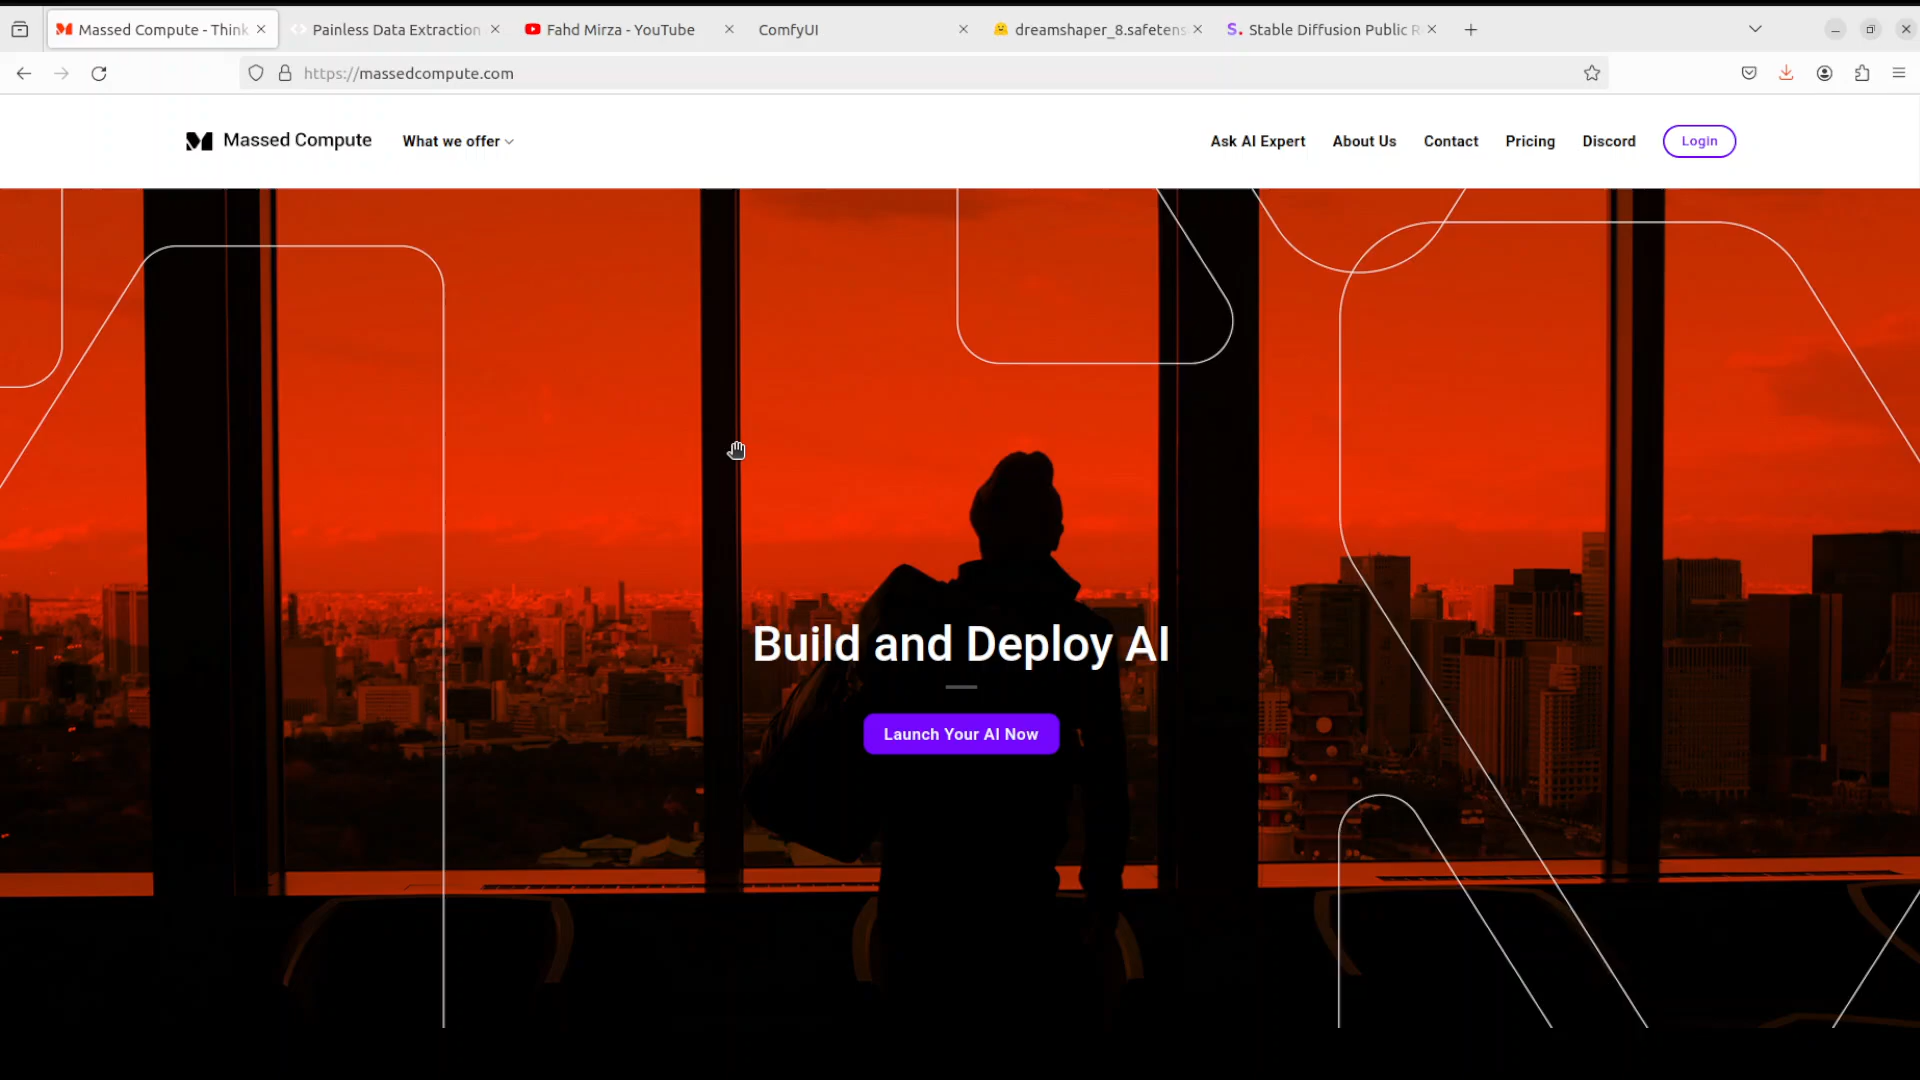 Massed Compute - Think
Painless Data Extraction
Fahd Mirza - YouTube
ComfyUI
dreamshaper_8.safetens
Stable Diffusion Public R
https://massedcompute.com
Massed Compute
What we offer
Ask AI Expert
About Us
Contact
Pricing
Discord
Login
Build and Deploy AI
Launch Your AI Now